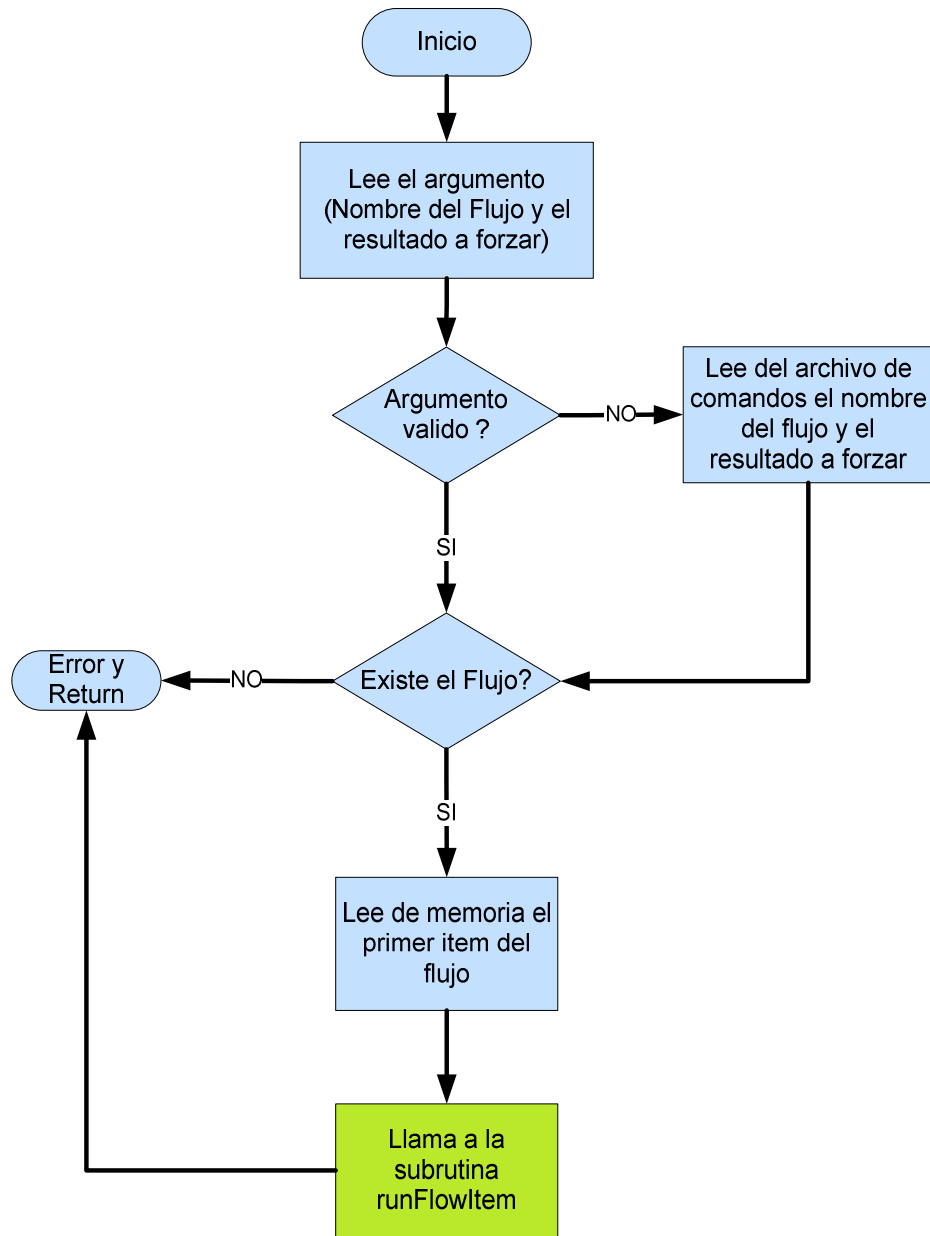 Inicio
Lee el argumento
(Nombre del Flujo y el
resultado a forzar)
Argumento
valido ?
NO
Lee del archivo de
comandos el nombre
del flujo y el
resultado a forzar
SI
Existe el Flujo?
NO
Error y
Return
SI
Lee de memoria el
primer item del
flujo
Llama a la
subrutina
runFlowItem